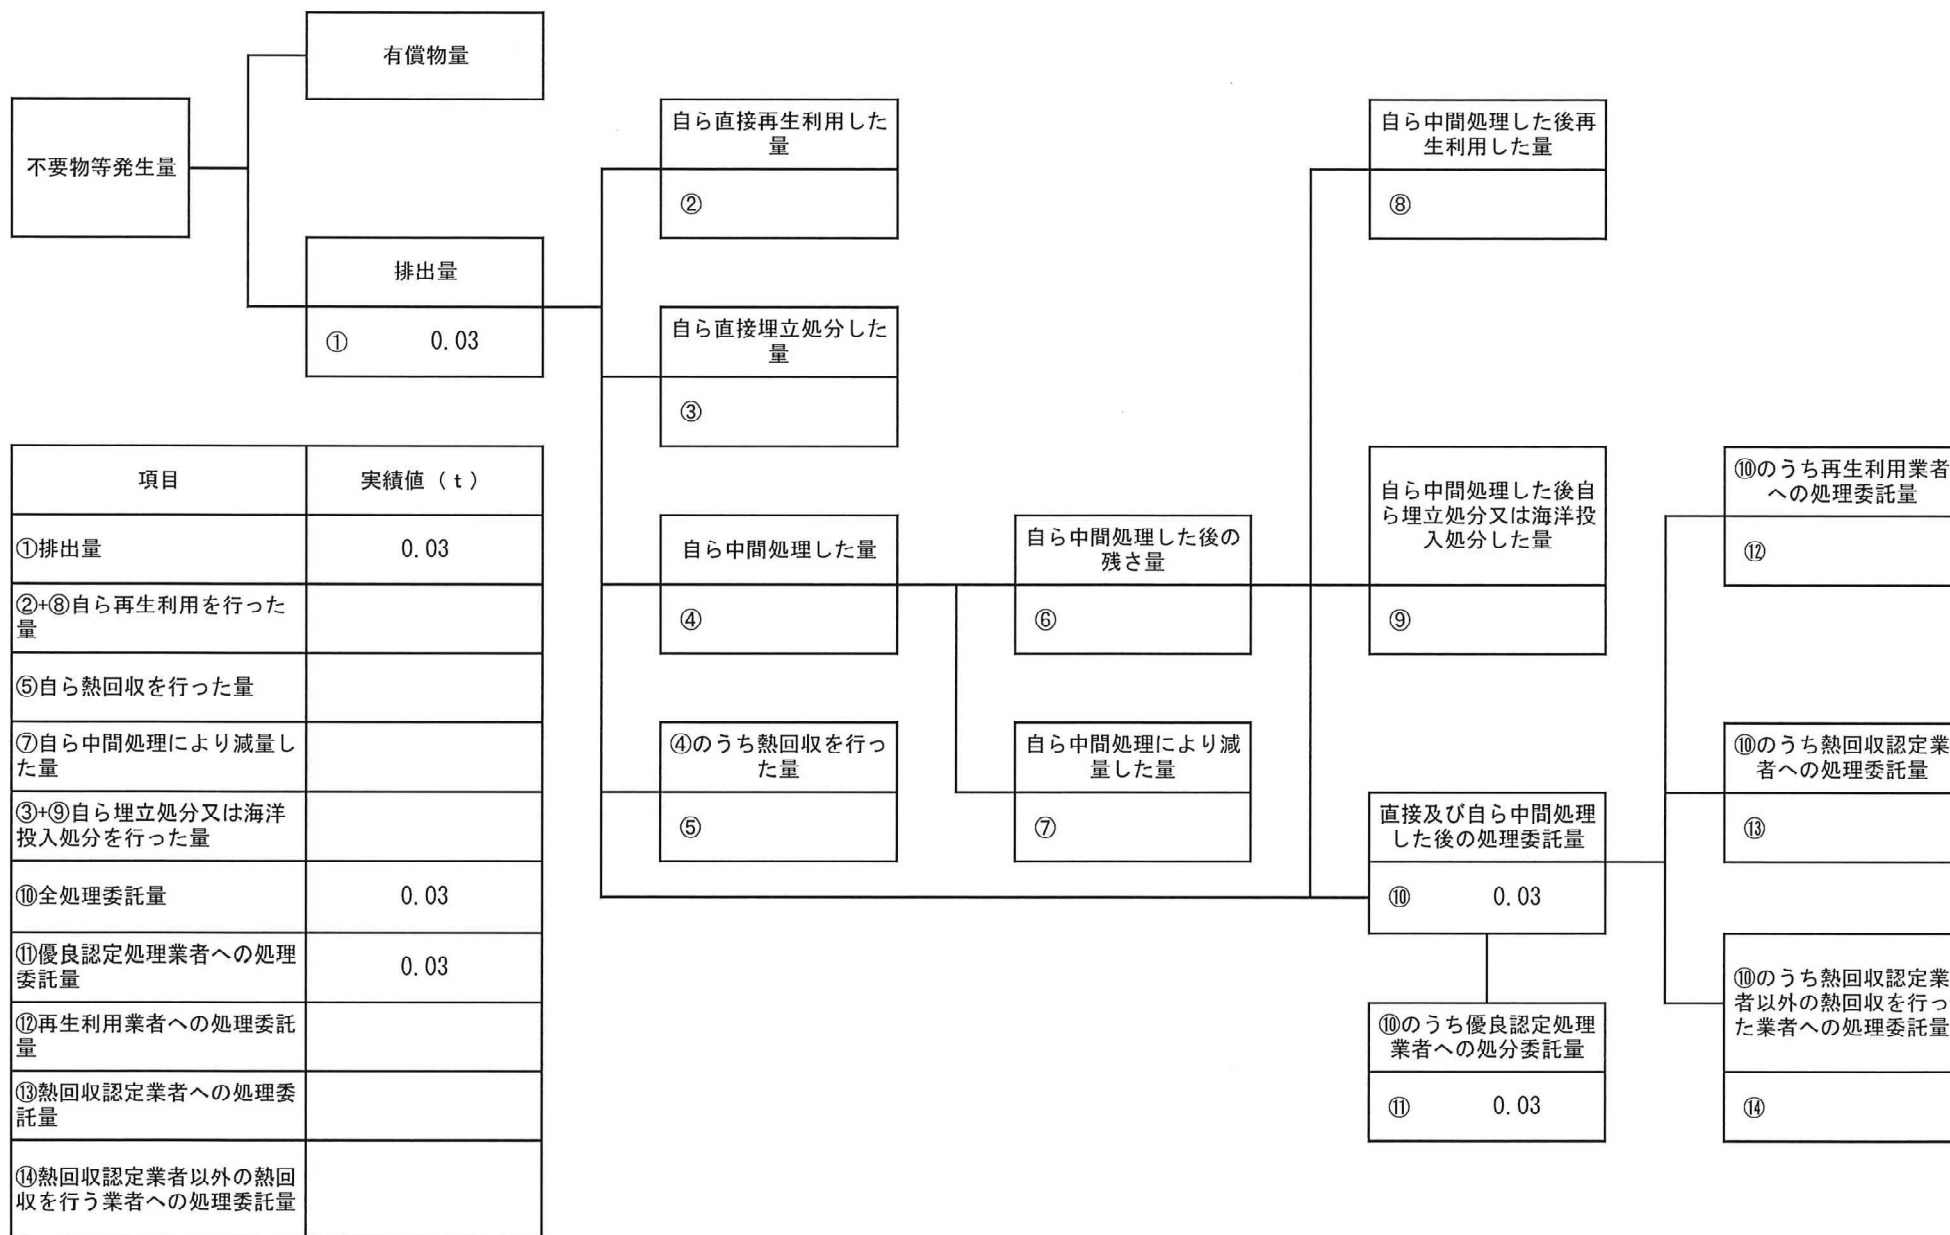 有償物量
不要物等発生量
排出量
① 0.03
自ら直接再生利用した
量
②
自ら直接埋立処分した
量
③
自ら中間処理した量
④
④のうち熱回収を行っ
た量
⑤
自ら中間処理した後の
残さ量
⑥
自ら中間処理により減
量した量
⑦
自ら中間処理した後再
生利用した量
⑧
自ら中間処理した後自
ら埋立処分又は海洋投
入処分した量
⑨
直接及び自ら中間処理
した後の処理委託量
⑩ 0.03
⑩のうち優良認定処理
業者への処分委託量
⑪ 0.03
⑩のうち再生利用業者
への処理委託量
⑫
⑩のうち熱回収認定業
者への処理委託量
⑬
⑩のうち熱回収認定業
者以外の熱回収を行っ
た業者への処理委託量
⑭
項目 実績値（t）
①排出量 0.03
②+⑧自ら再生利用を行った
量
⑤自ら熱回収を行った量
⑦自ら中間処理により減量し
た量
③+⑨自ら埋立処分又は海洋
投入処分を行った量
⑩全処理委託量 0.03
⑪優良認定処理業者への処理
委託量 0.03
⑫再生利用業者への処理委託
量
⑬熱回収認定業者への処理委
託量
⑭熱回収認定業者以外の熱回
収を行う業者への処理委託量